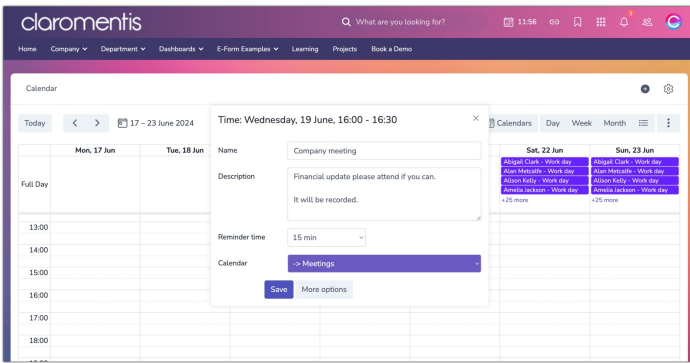 claromentis
What are you looking for?
11:56
Home Company Department Dashboards E-Form Examples Learning Projects Book a Demo
Calendar
Today 17 – 23 June 2024
Calendars Day Week Month
Mon, 17 Jun Tue, 18 Jun Sat, 22 Jun Sun, 23 Jun
Full Day
Abigail Clark - Work day Abigail Clark - Work day
Alan Metcalfe - Work day Alan Metcalfe - Work day
Alison Kelly - Work day Alison Kelly - Work day
Amelia Jackson - Work day Amelia Jackson - Work day
+25 more +25 more
13:00
14:00
15:00
16:00
17:00
18:00
Time: Wednesday, 19 June, 16:00 - 16:30
Name Company meeting
Description Financial update please attend if you can.
It will be recorded.
Reminder time 15 min
Calendar -> Meetings
Save More options